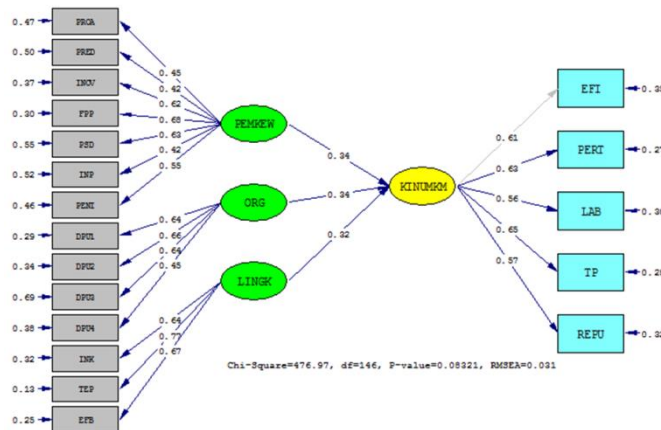 0.47 PROA
0.50 PRED
0.37 INOV
0.30 FPP
0.55 PSD
0.52 INP
0.46 PENI
0.29 DPU1
0.34 DPU2
0.69 DPU3
0.38 DPU4
0.32 INK
0.13 TEP
0.25 EFB
0.45
0.42
0.62
0.68
0.63
0.42
0.55
0.64
0.66
0.64
0.45
0.64
0.77
0.67
PEMKEW
ORG
LINGK
0.34
0.34
0.32
KINUMKM
0.61
0.63
0.56
0.65
0.57
EFI
PERT
LAB
TP
REPU
Chi-Square=476.97, df=146, P-value=0.08321, RMSEA=0.031